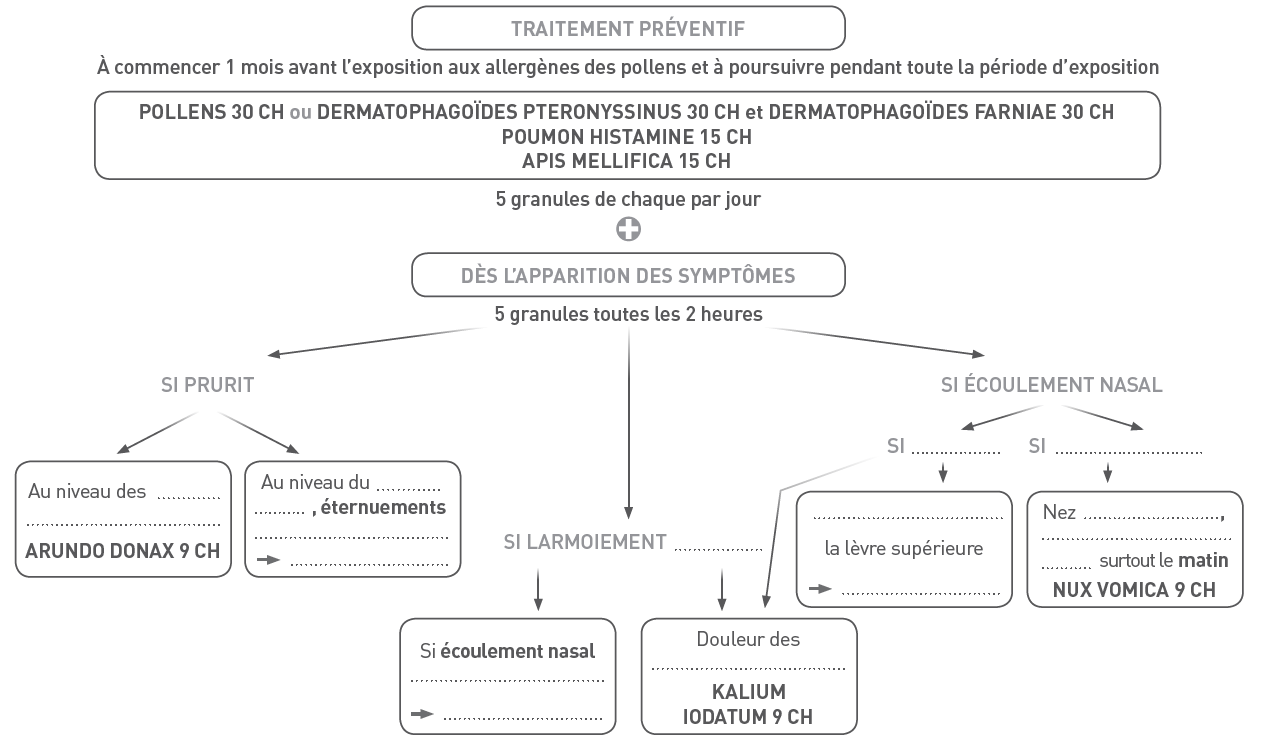 TRAITEMENT PRÉVENTIF
À commencer 1 mois avant l'exposition aux allergènes des pollens et à poursuivre pendant toute la période d'exposition
POLLENS 30 CH ou DERMATOPHAGOÏDES PTERONYSSINUS 30 CH et DERMATOPHAGOÏDES FARNIAE 30 CH
POUMON HISTAMINE 15 CH
APIS MELLIFICA 15 CH
5 granules de chaque par jour
DÈS L'APPARITION DES SYMPTÔMES
5 granules toutes les 2 heures
SI PRURIT
Au niveau des ............
............
ARUNDO DONAX 9 CH
Au niveau du ............
............ , éternuements
............
➔ ............
SI LARMOIEMENT ............
Si écoulement nasal
............
➔ ............
Douleur des
............
KALIUM
IODATUM 9 CH
SI ÉCOULEMENT NASAL
SI ............
............
la lèvre supérieure
➔ ............
SI ............
Nez ............,
............
............ surtout le matin
NUX VOMICA 9 CH